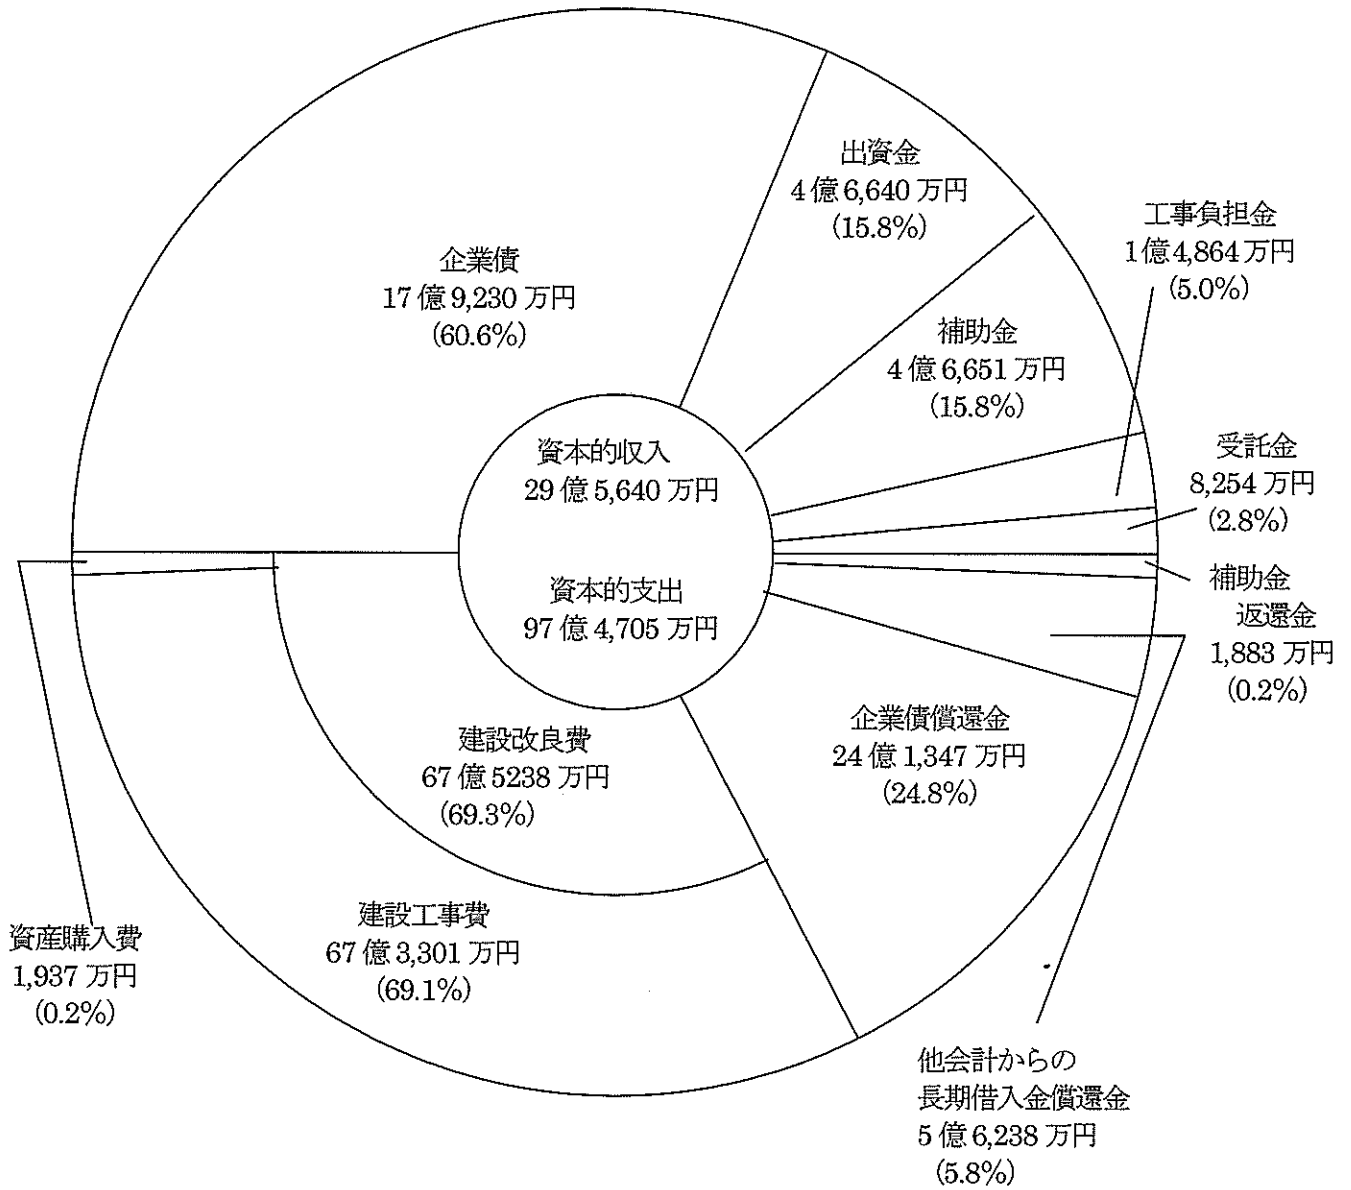 出資金
4億6,640万円
(15.8%)
工事負担金
1億4,864万円
(5.0%)
企業債
17億9,230万円
(60.6%)
補助金
4億6,651万円
(15.8%)
資本的収入
29億5,640万円
受託金
8,254万円
(2.8%)
資本的支出
97億4,705万円
補助金
返還金
1,883万円
(0.2%)
企業債償還金
24億1,347万円
(24.8%)
建設改良費
67億5238万円
(69.3%)
建設工事費
67億3,301万円
(69.1%)
資産購入費
1,937万円
(0.2%)
他会計からの
長期借入金償還金
5億6,238万円
(5.8%)